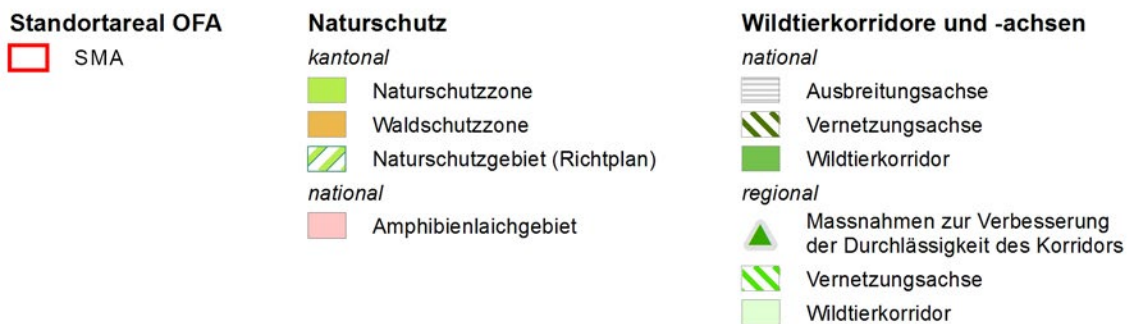 Standortareal OFA
SMA
Naturschutz
kantonal
Naturschutzzone
Waldschutzzone
Naturschutzgebiet (Richtplan)
national
Amphibienlaichgebiet
Wildtierkorridore und -achsen
national
Ausbreitungsachse
Vernetzungsachse
Wildtierkorridor
regional
Massnahmen zur Verbesserung
der Durchlässigkeit des Korridors
Vernetzungsachse
Wildtierkorridor